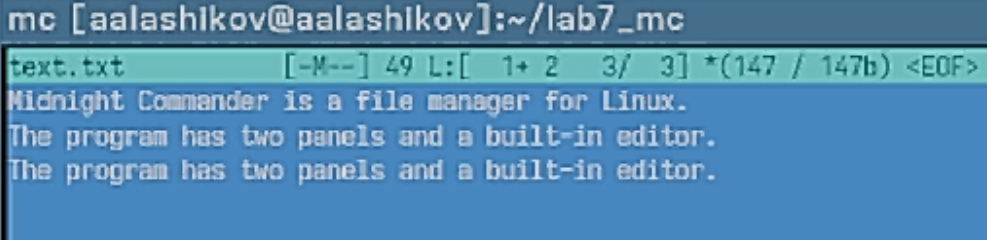 mc [aalashikov@aalashikov]:~/lab7_mc
text.txt [-M--] 49 L:[ 1+ 2 3/ 3] *(147 / 147b) <EOF>
Midnight Commander is a file manager for Linux.
The program has two panels and a built-in editor.
The program has two panels and a built-in editor.